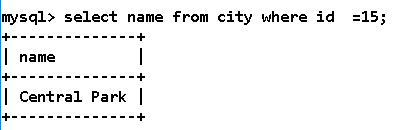 mysql> select name from city where id  =15;
+--------------+
| name         |
+--------------+
| Central Park |
+--------------+